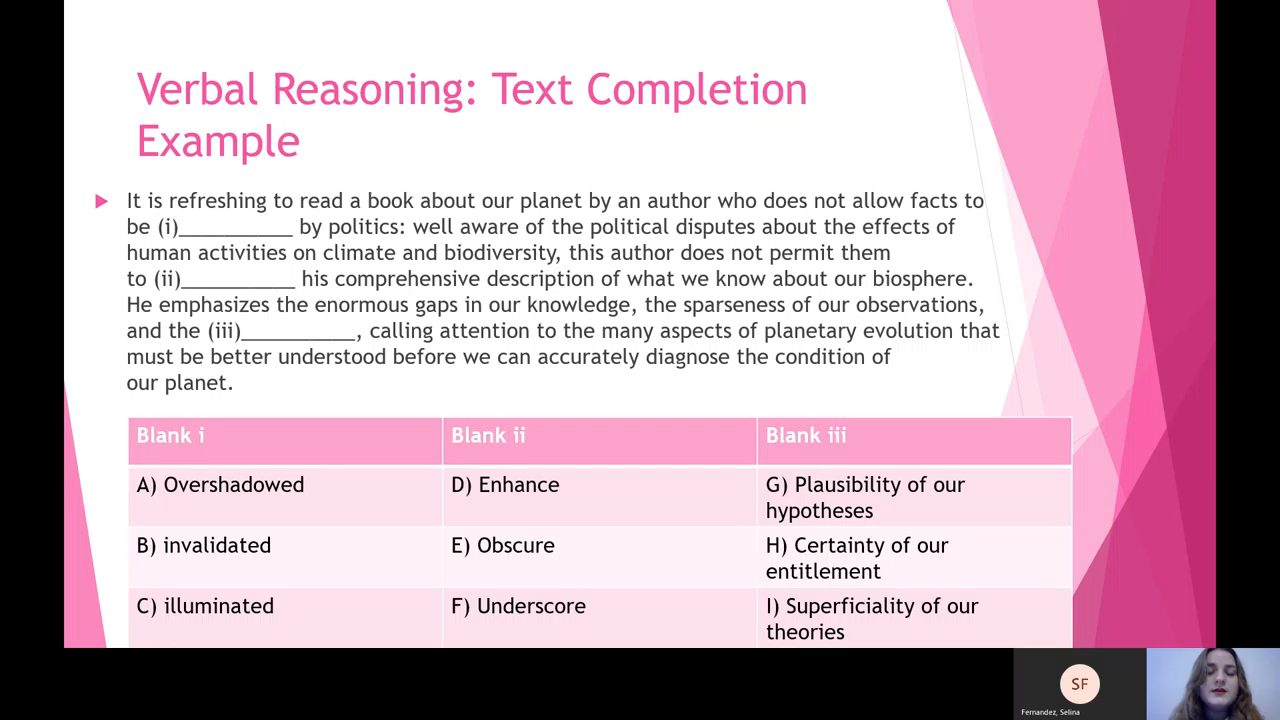 Verbal Reasoning: Text Completion
Example
It is refreshing to read a book about our planet by an author who does not allow facts to
be (i)__________ by politics: well aware of the political disputes about the effects of
human activities on climate and biodiversity, this author does not permit them
to (ii)__________ his comprehensive description of what we know about our biosphere.
He emphasizes the enormous gaps in our knowledge, the sparseness of our observations,
and the (iii)__________, calling attention to the many aspects of planetary evolution that
must be better understood before we can accurately diagnose the condition of
our planet.
Blank i Blank ii Blank iii
A) Overshadowed D) Enhance G) Plausibility of our
hypotheses
B) invalidated E) Obscure H) Certainty of our
entitlement
C) illuminated F) Underscore I) Superficiality of our
theories
SF
Fernandez, Selina